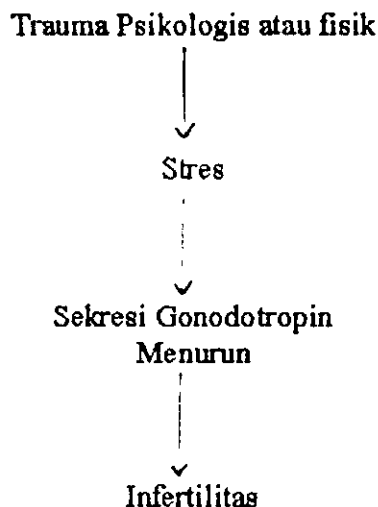 Trauma Psikologis atau fisik
Stres
Sekresi Gonodotropin
Menurun
Infertilitas